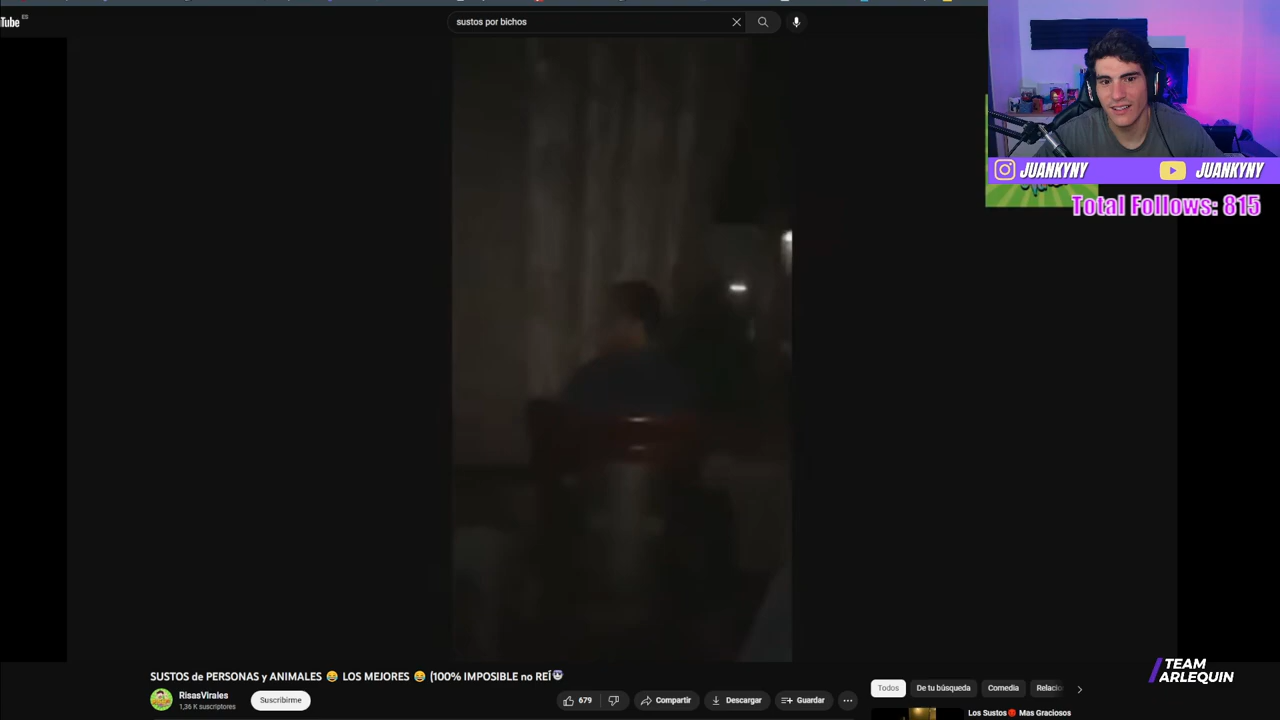 Tube ES
sustos por bichos
JUANKYNY
JUANKYNY
Total Follows: 815
SUSTOS de PERSONAS y ANIMALES 😂 LOS MEJORES 😂 (100% IMPOSIBLE no REÍ
RisasVirales
1,36 K suscriptores
Suscribirme
679
Compartir
Descargar
Guardar
Todos
De tu búsqueda
Comedia
Relacio
Los Sustos😡 Mas Graciosos
TEAM
ARLEQUIN